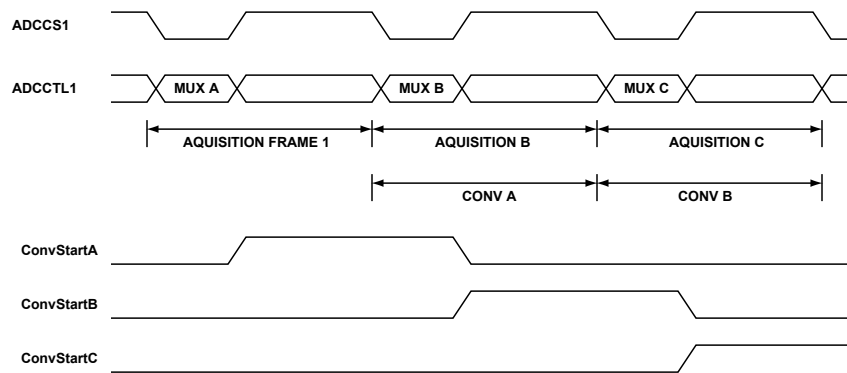 ADCCS1
ADCCTL1
MUX A
MUX B
MUX C
AQUISITION FRAME 1
AQUISITION B
AQUISITION C
CONV A
CONV B
ConvStartA
ConvStartB
ConvStartC